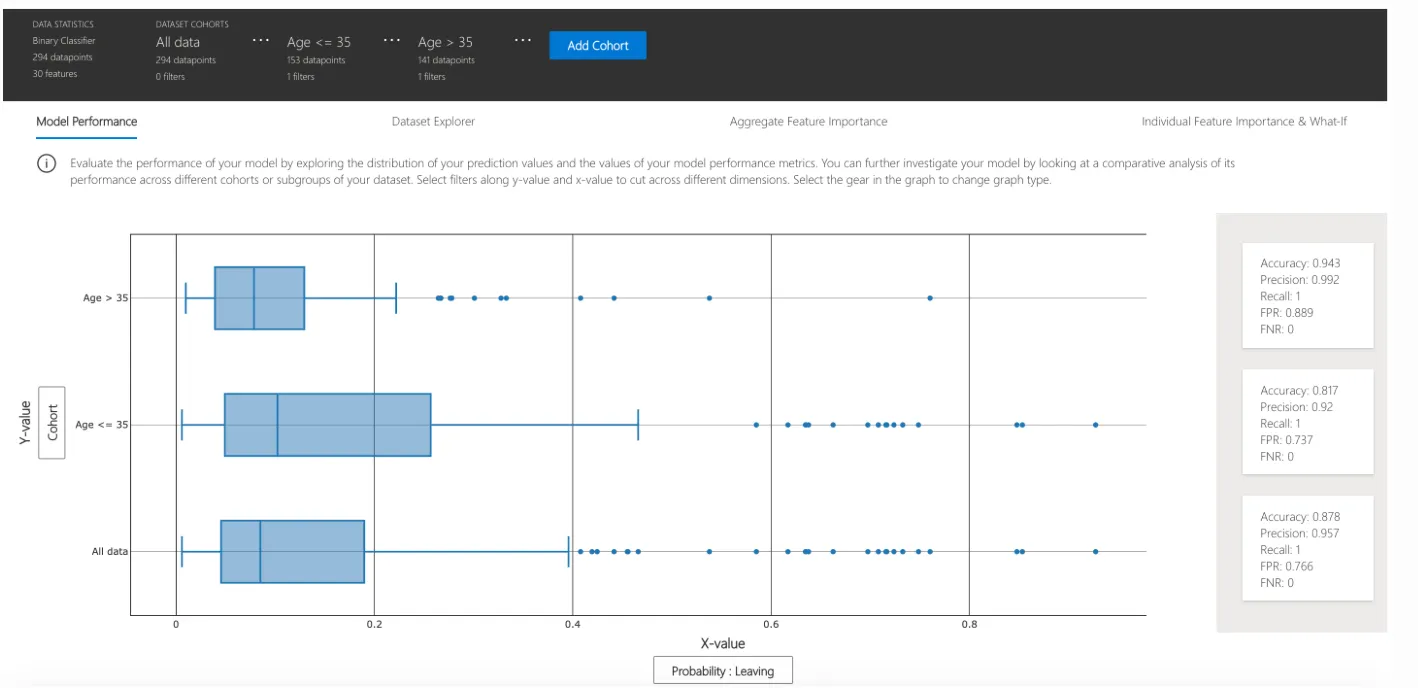 DATA STATISTICS
Binary Classifier
294 datapoints
30 features
DATASET COHORTS
All data
294 datapoints
0 filters
...
Age <= 35
153 datapoints
1 filters
...
Age > 35
141 datapoints
1 filters
...
Add Cohort
Model Performance
Dataset Explorer
Aggregate Feature Importance
Individual Feature Importance & What-If
Evaluate the performance of your model by exploring the distribution of your prediction values and the values of your model performance metrics. You can further investigate your model by looking at a comparative analysis of its
performance across different cohorts or subgroups of your dataset. Select filters along y-value and x-value to cut across different dimensions. Select the gear in the graph to change graph type.
Y-value
Cohort
Age > 35
Age <= 35
All data
0
0.2
0.4
0.6
0.8
X-value
Probability : Leaving
Accuracy: 0.943
Precision: 0.992
Recall: 1
FPR: 0.889
FNR: 0
Accuracy: 0.817
Precision: 0.92
Recall: 1
FPR: 0.737
FNR: 0
Accuracy: 0.878
Precision: 0.957
Recall: 1
FPR: 0.766
FNR: 0